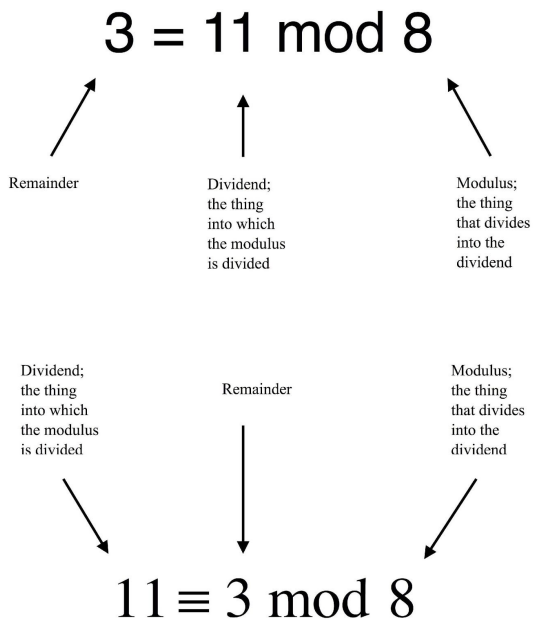 3 = 11 mod 8
Remainder
Dividend;
the thing
into which
the modulus
is divided
Modulus;
the thing
that divides
into the
dividend
Dividend;
the thing
into which
the modulus
is divided
Remainder
Modulus;
the thing
that divides
into the
dividend
11 ≡ 3 mod 8